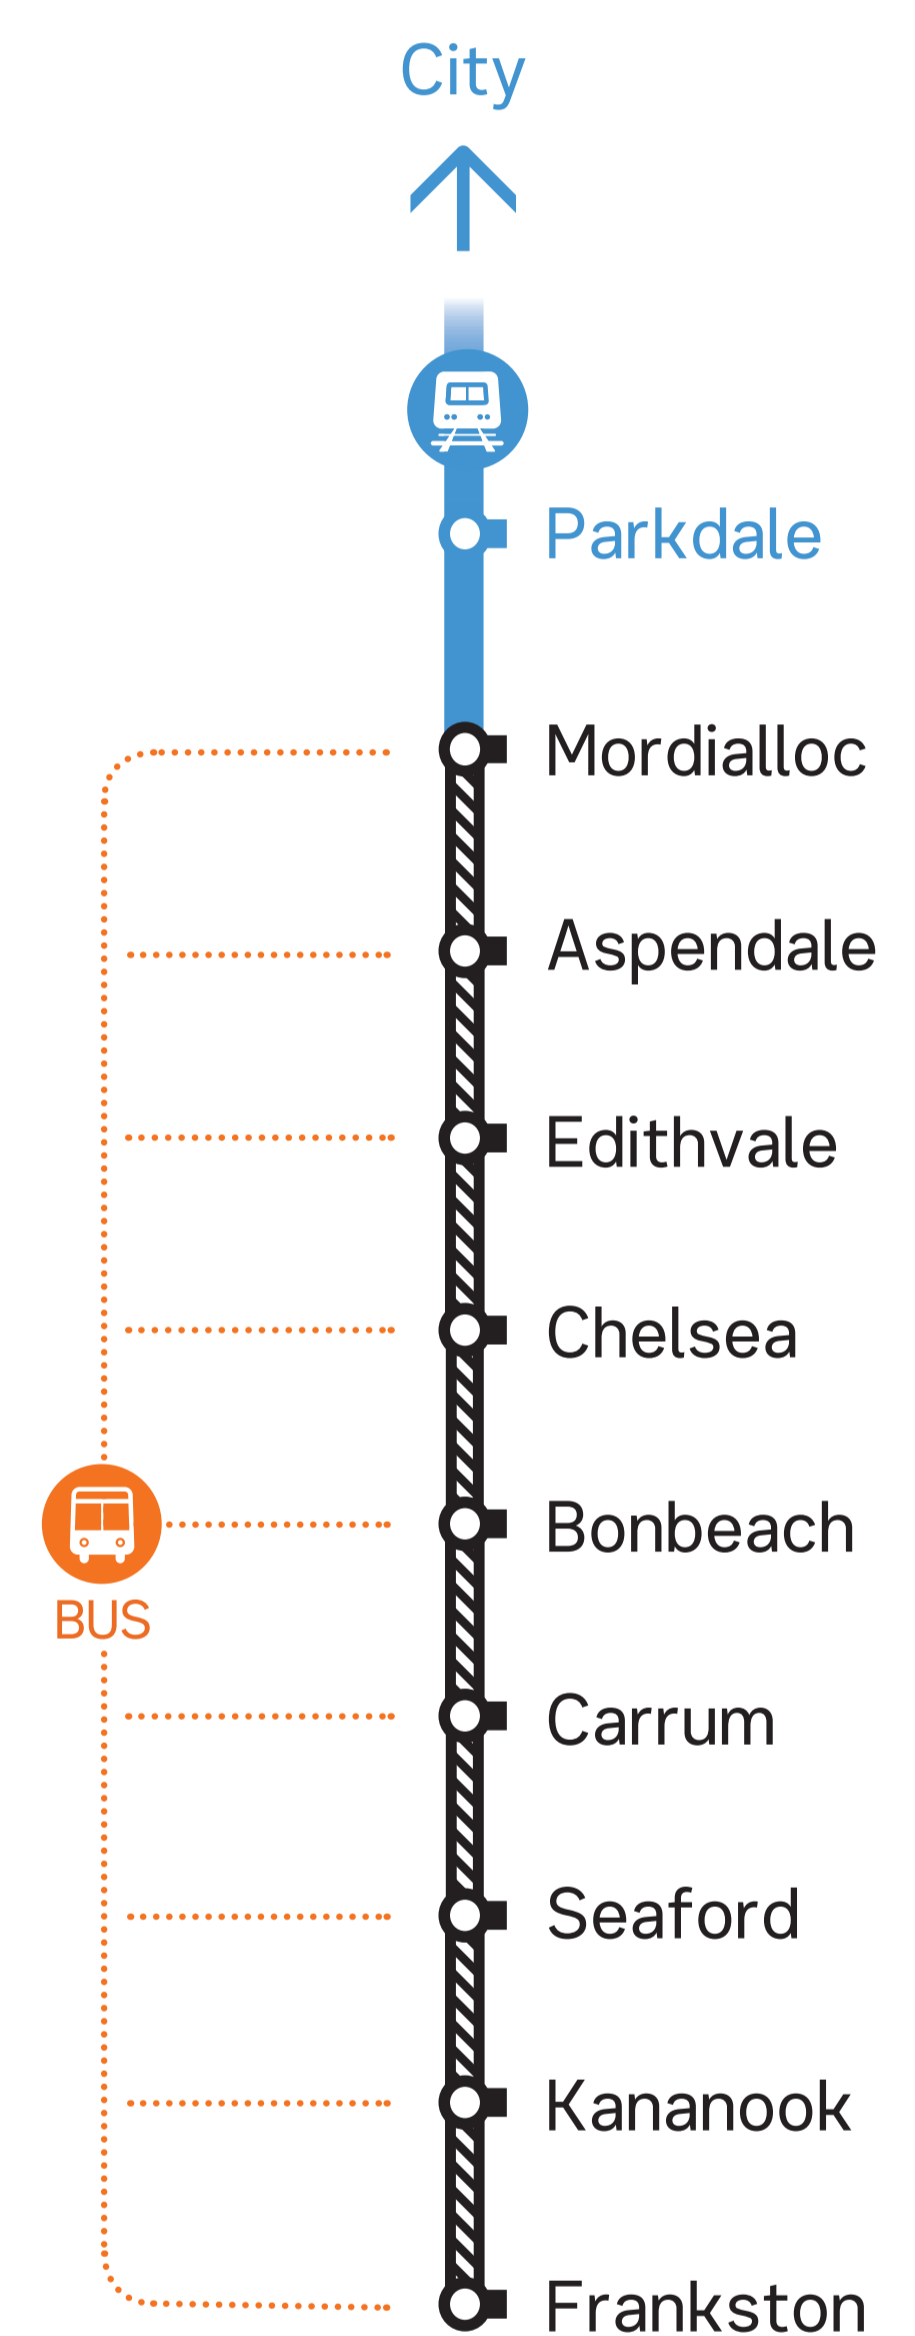 City
Parkdale
Mordialloc
Aspendale
Edithvale
Chelsea
Bonbeach
BUS
Carrum
Seaford
Kananook
Frankston